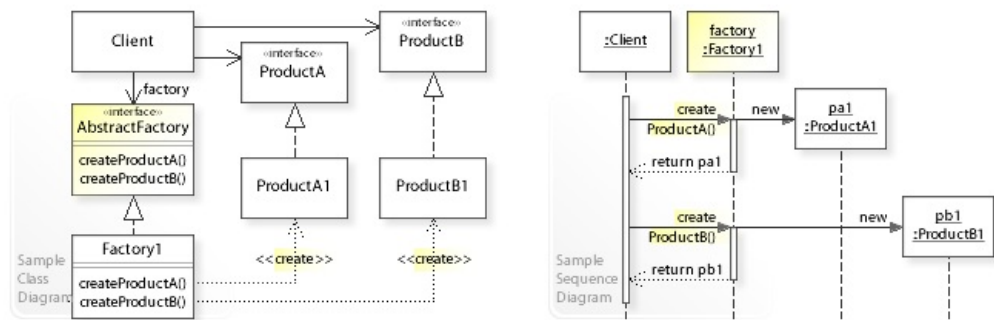 Client
factory
«interface»
AbstractFactory
createProductA()
createProductB()
Factory1
createProductA()
createProductB()
«interface»
ProductA
«interface»
ProductB
ProductA1
ProductB1
<<create>>
<<create>>
Sample
Class
Diagram
:Client
factory
:Factory1
create
ProductA()
new
pa1
:ProductA1
return pa1
create
ProductB()
new
pb1
:ProductB1
return pb1
Sample
Sequence
Diagram